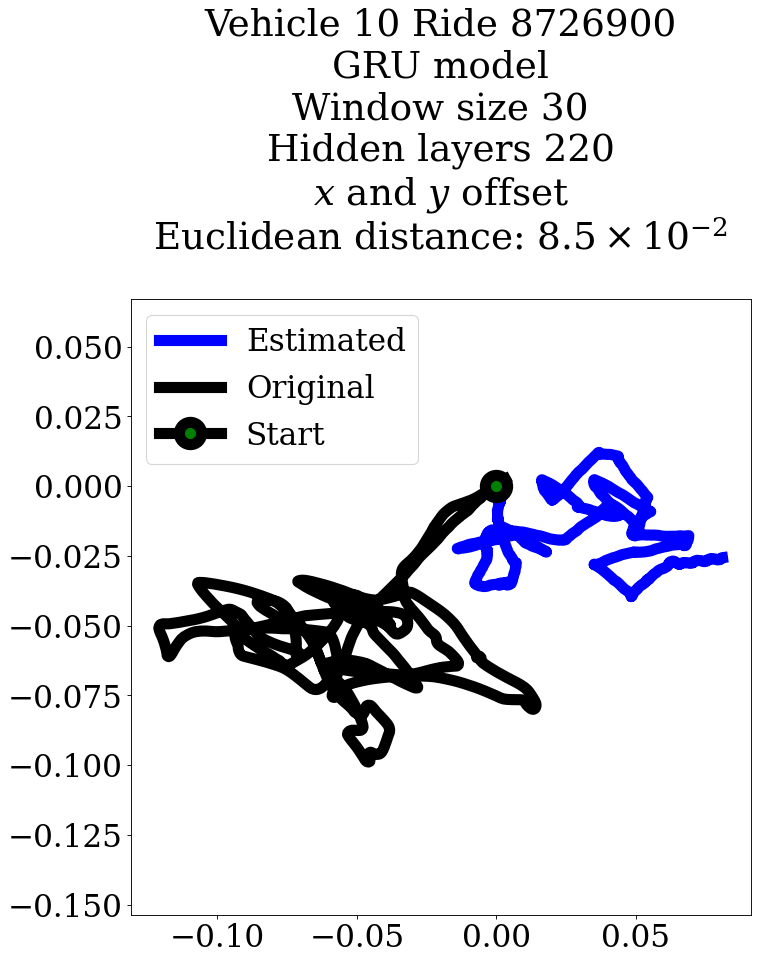 Vehicle 10 Ride 8726900
GRU model
Window size 30
Hidden layers 220
x and y offset
Euclidean distance: 8.5 × 10⁻²
Estimated
Original
Start
0.050
0.025
0.000
−0.025
−0.050
−0.075
−0.100
−0.125
−0.150
−0.10 −0.05 0.00 0.05